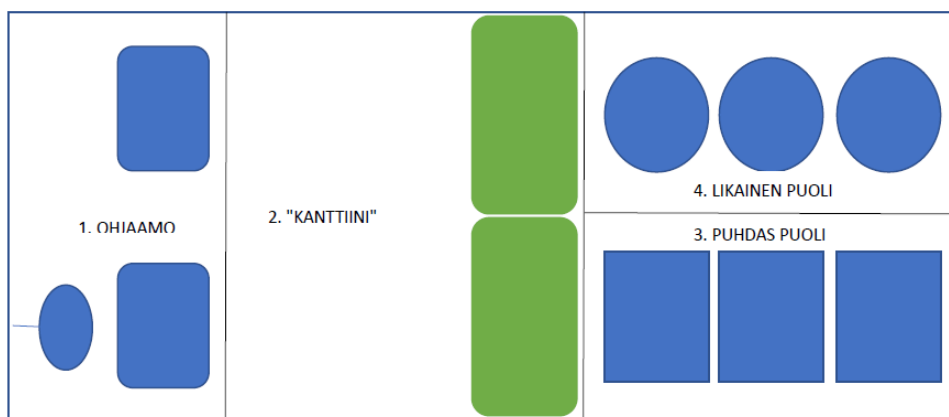 1. OHJAAMO
2. "KANTTIINI"
4. LIKAINEN PUOLI
3. PUHDAS PUOLI